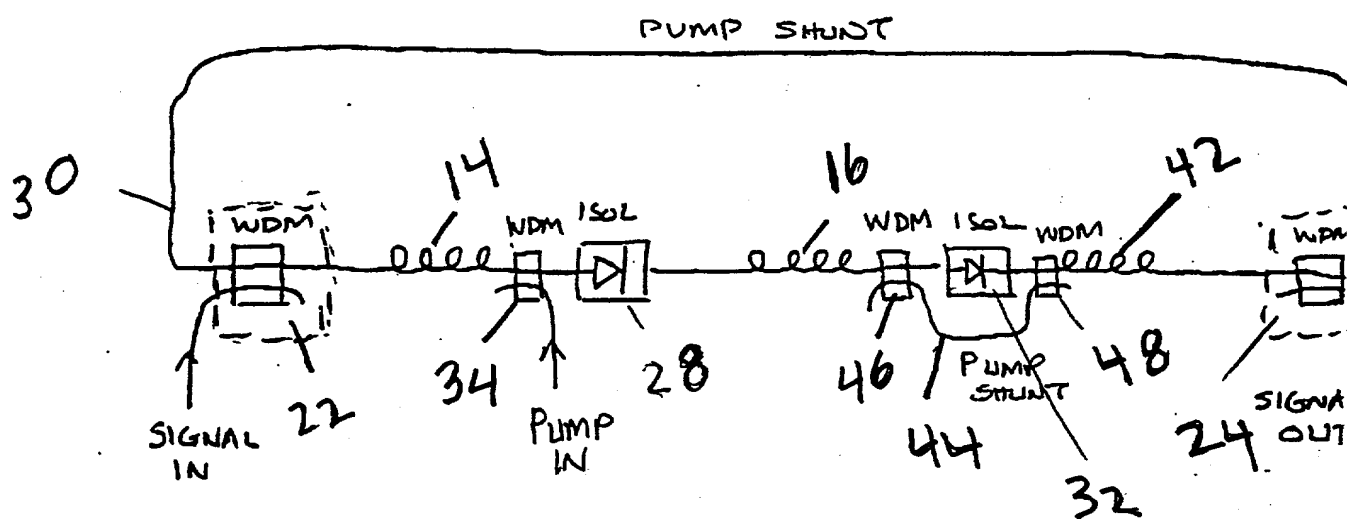 PUMP SHUNT
30
14
16
42
WDM
WDM
ISOL
WDM
ISOL
WDM
WDM
34
28
46
48
22
PUMP
SHUNT
SIGNAL
IN
PUMP
IN
44
32
24
SIGNA
OUT